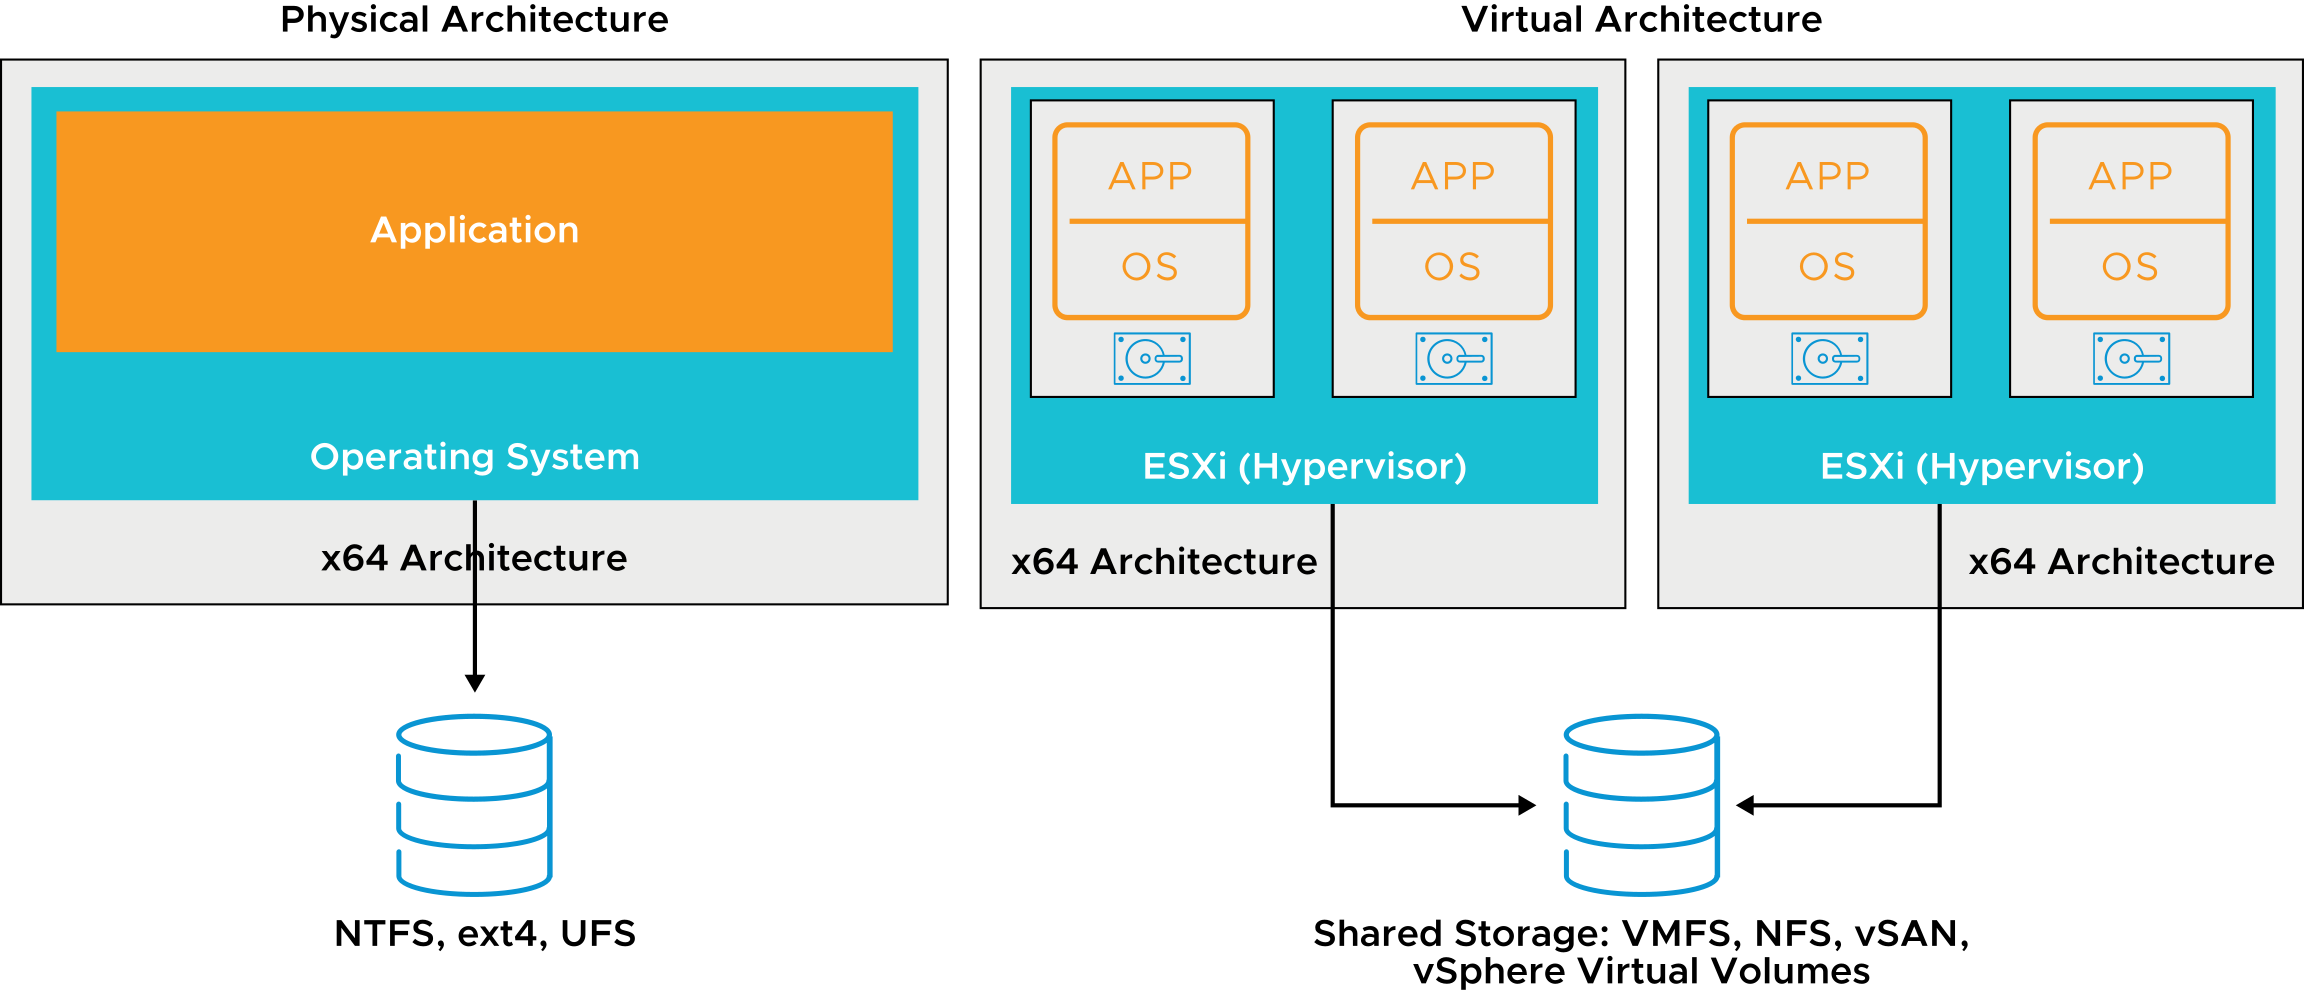 Physical Architecture
Application
Operating System
x64 Architecture
NTFS, ext4, UFS
Virtual Architecture
APP
OS
APP
OS
ESXi (Hypervisor)
x64 Architecture
APP
OS
APP
OS
ESXi (Hypervisor)
x64 Architecture
Shared Storage: VMFS, NFS, vSAN,
vSphere Virtual Volumes